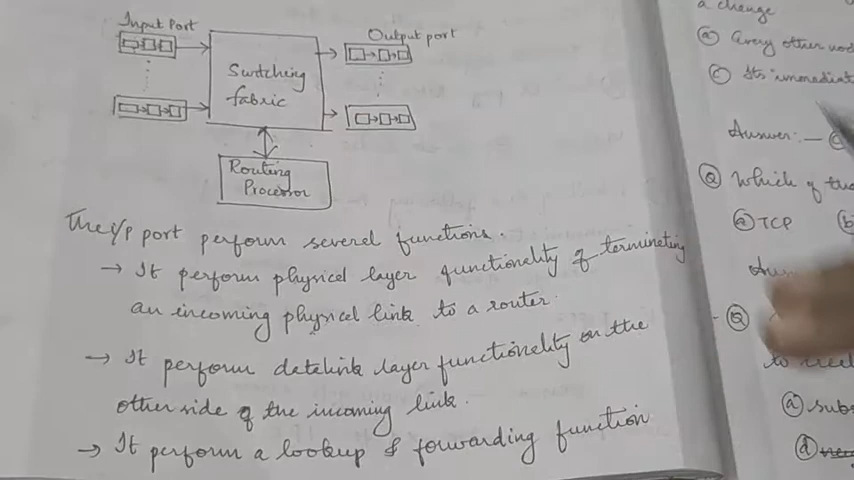 Input port
Output port
Switching
fabric
Routing
Processor
The i/p port perform several functions.
→ It perform physical layer functionality of terminating
an incoming physical link to a router.
→ It perform datalink layer functionality on the
other side of the incoming link.
→ It perform a lookup & forwarding function
a change
(a) Every other
(c) Its
Answer: —
(Q) Which of
(a) TCP
(Q)
to
(a)
(d)